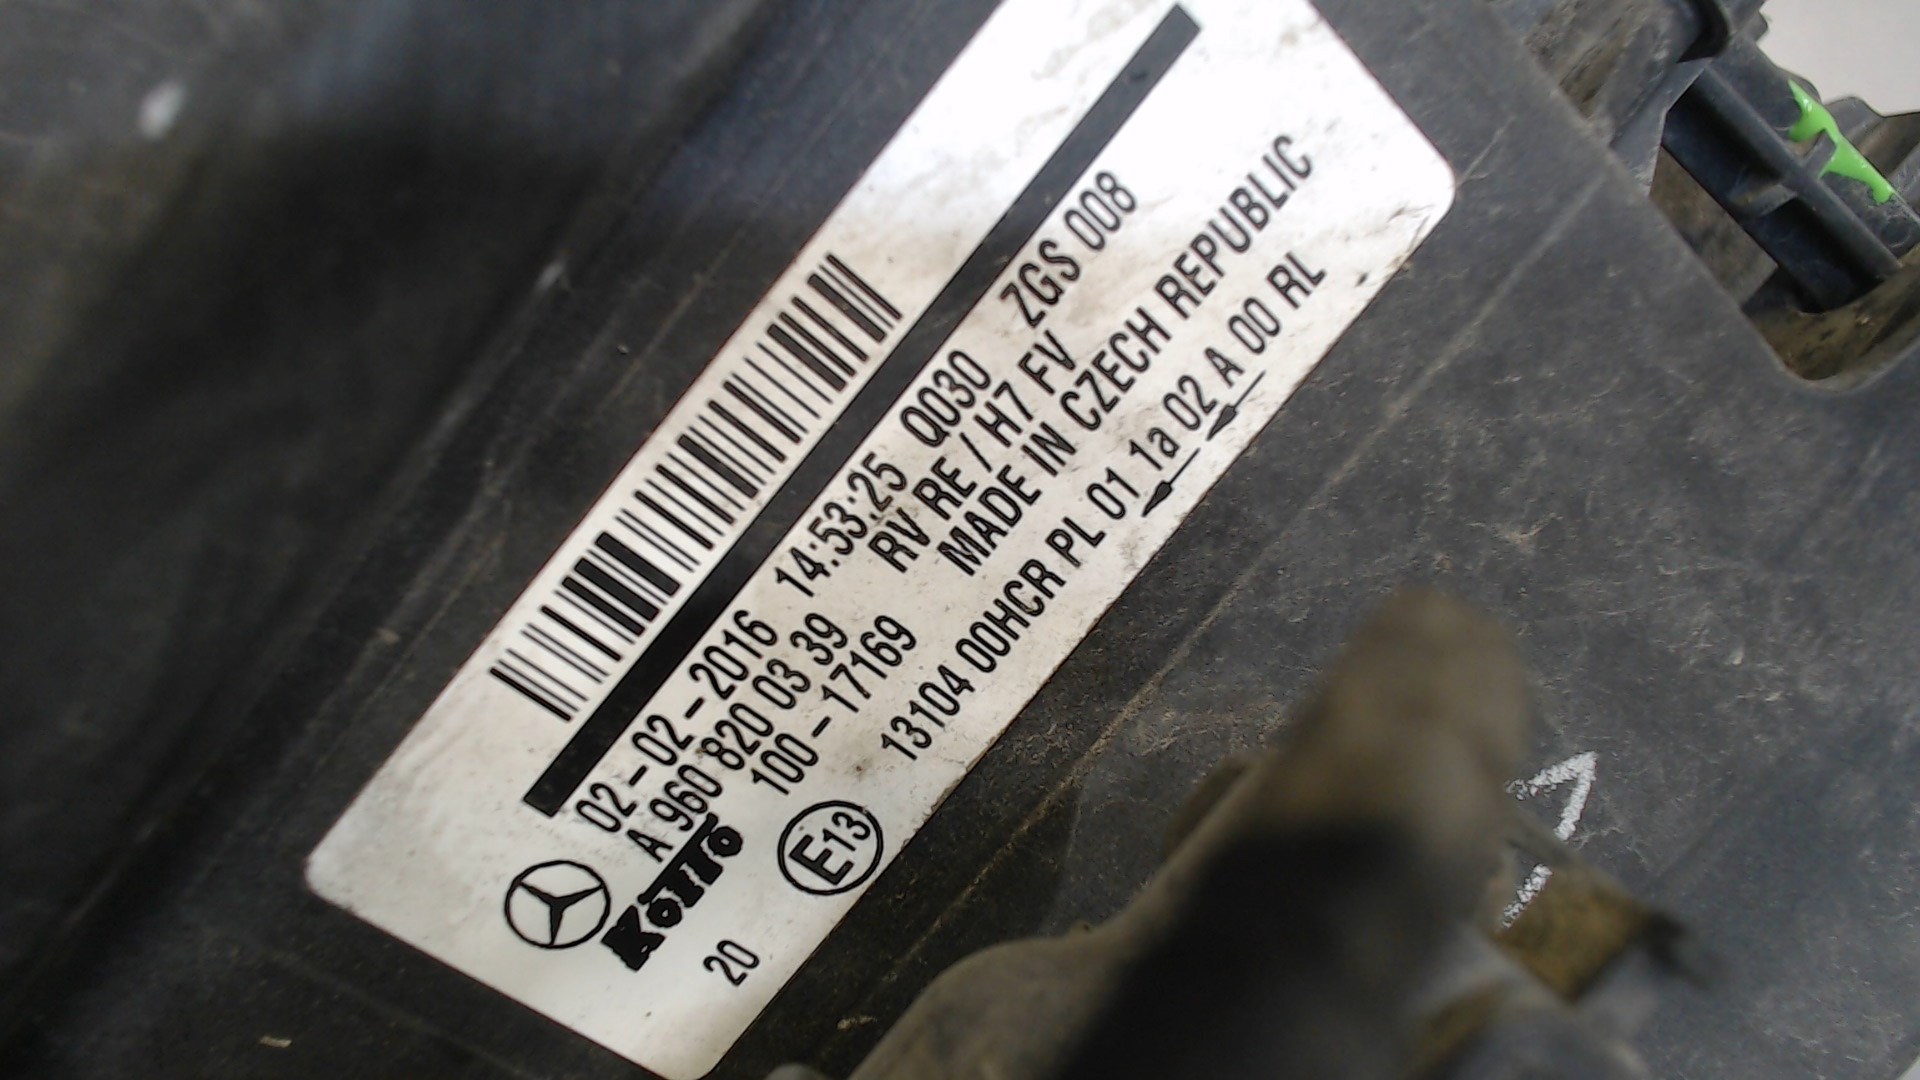 02-02-2016 14:53:25 Q030 ZGS 008
A 960 820 03 39 RV RE / H7 FV
KOITO 100-17169 MADE IN CZECH REPUBLIC
20 E13 13104 00HCR PL 01 1a 02 A 00 RL